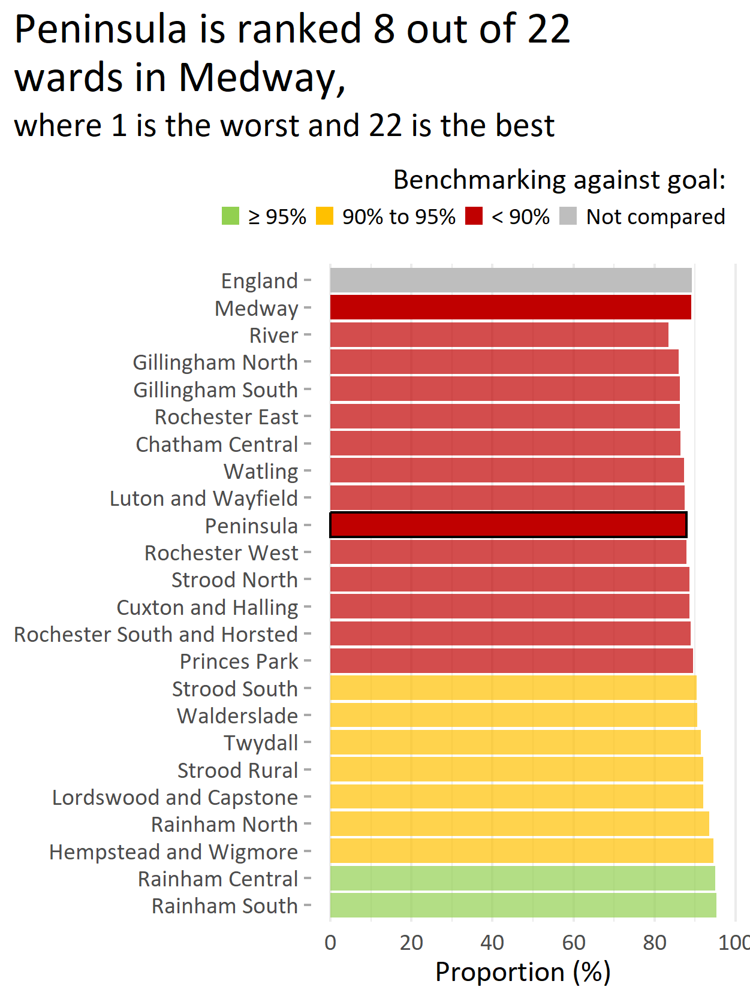 Peninsula is ranked 8 out of 22
wards in Medway,
where 1 is the worst and 22 is the best
Benchmarking against goal:
≥ 95% 90% to 95% < 90% Not compared
England
Medway
River
Gillingham North
Gillingham South
Rochester East
Chatham Central
Watling
Luton and Wayfield
Peninsula
Rochester West
Strood North
Cuxton and Halling
Rochester South and Horsted
Princes Park
Strood South
Walderslade
Twydall
Strood Rural
Lordswood and Capstone
Rainham North
Hempstead and Wigmore
Rainham Central
Rainham South
0 20 40 60 80 100
Proportion (%)